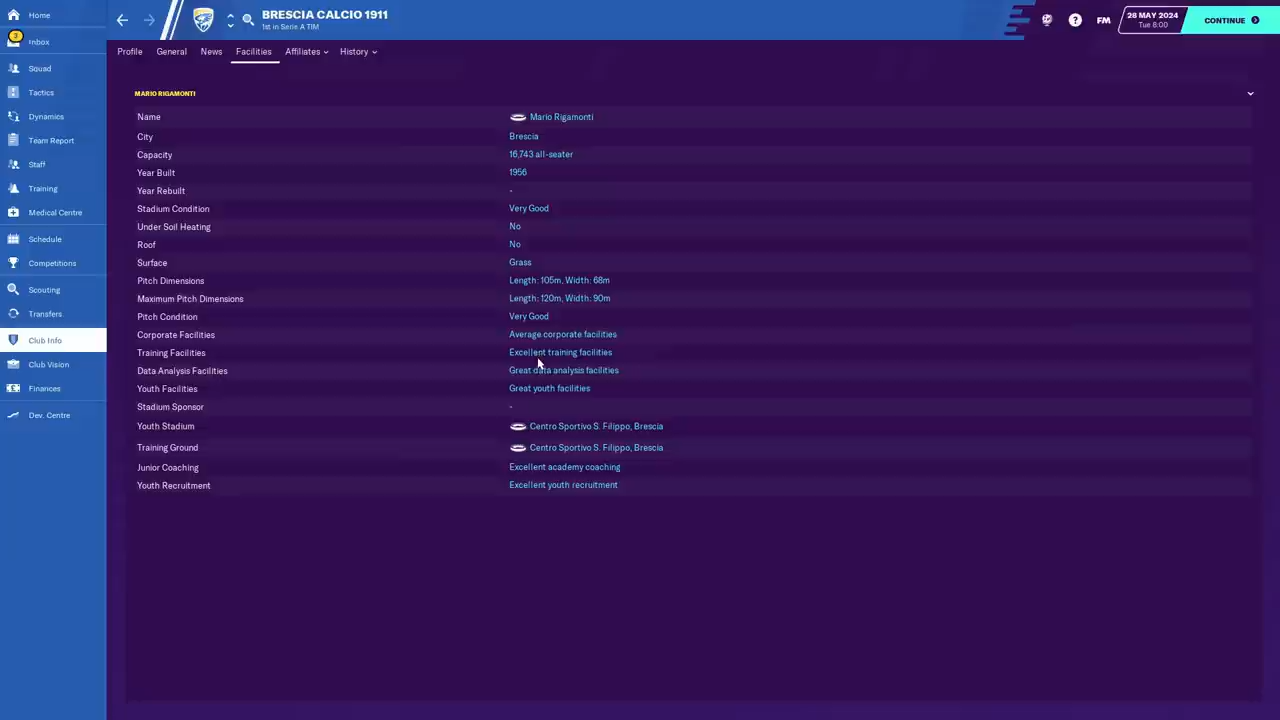 Home
3
Inbox
Squad
Tactics
Dynamics
Team Report
Staff
Training
Medical Centre
Schedule
Competitions
Scouting
Transfers
Club Info
Club Vision
Finances
Dev. Centre
BRESCIA CALCIO 1911
1st in Serie A TIM
?
FM
28 MAY 2024
Tue 6:00
CONTINUE
Profile General News Facilities Affiliates History
MARIO RIGAMONTI
Name Mario Rigamonti
City Brescia
Capacity 16,743 all-seater
Year Built 1956
Year Rebuilt -
Stadium Condition Very Good
Under Soil Heating No
Roof No
Surface Grass
Pitch Dimensions Length: 105m, Width: 68m
Maximum Pitch Dimensions Length: 120m, Width: 90m
Pitch Condition Very Good
Corporate Facilities Average corporate facilities
Training Facilities Excellent training facilities
Data Analysis Facilities Great data analysis facilities
Youth Facilities Great youth facilities
Stadium Sponsor -
Youth Stadium Centro Sportivo S. Filippo, Brescia
Training Ground Centro Sportivo S. Filippo, Brescia
Junior Coaching Excellent academy coaching
Youth Recruitment Excellent youth recruitment